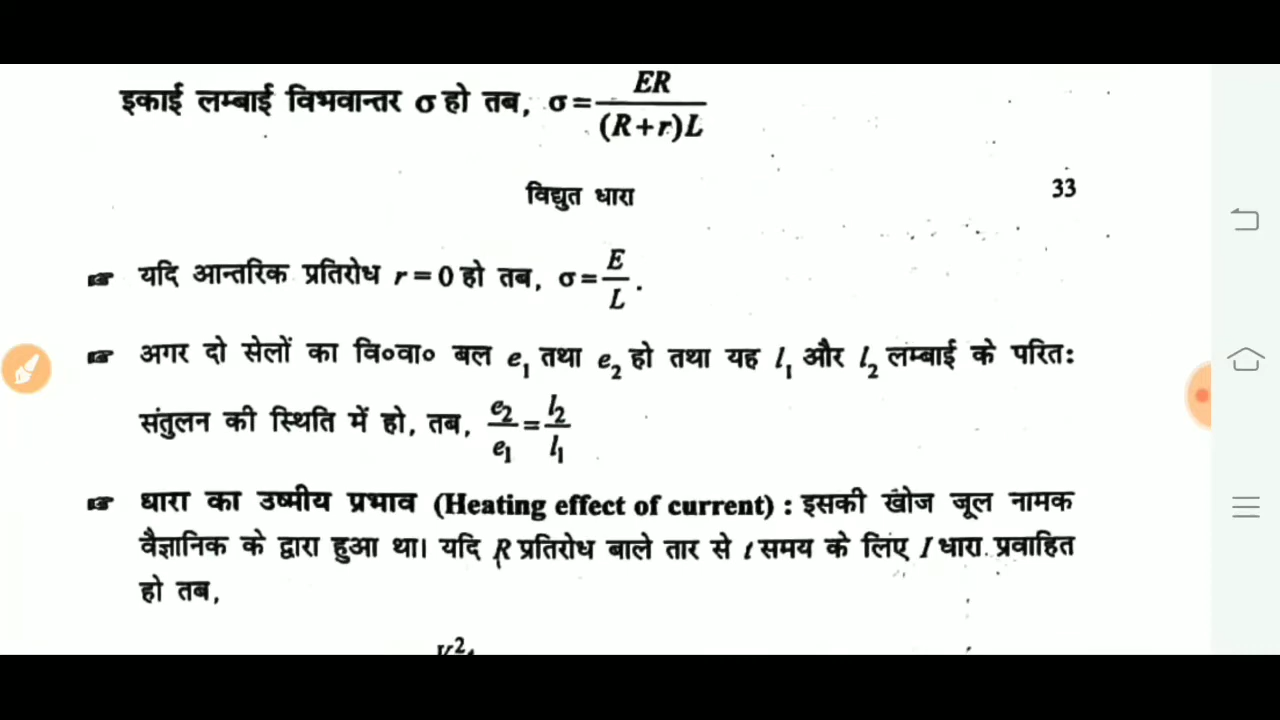 इकाई लम्बाई विभवान्तर σ हो तब, σ = ER/(R+r)L
विद्युत धारा 33
☞ यदि आन्तरिक प्रतिरोध r = 0 हो तब, σ = E/L.
☞ अगर दो सेलों का वि०वा० बल e₁ तथा e₂ हो तथा यह l₁ और l₂ लम्बाई के परितः
संतुलन की स्थिति में हो, तब, e₂/e₁ = l₂/l₁
☞ धारा का उष्मीय प्रभाव (Heating effect of current) : इसकी खोज जूल नामक
वैज्ञानिक के द्वारा हुआ था। यदि R प्रतिरोध बाले तार से t समय के लिए I धारा प्रवाहित
हो तब,